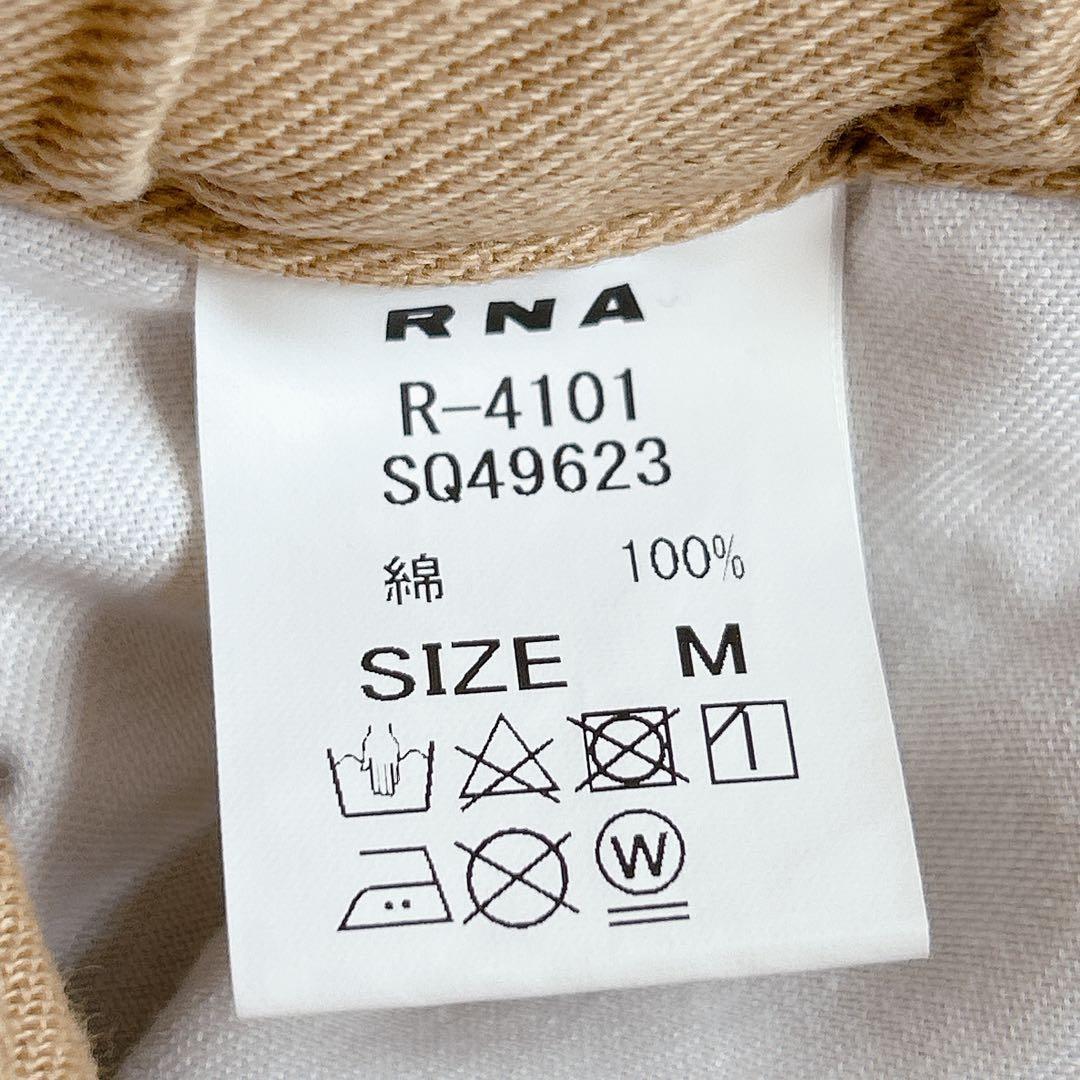 RNA
R-4101
SQ49623
綿 100%
SIZE M
W